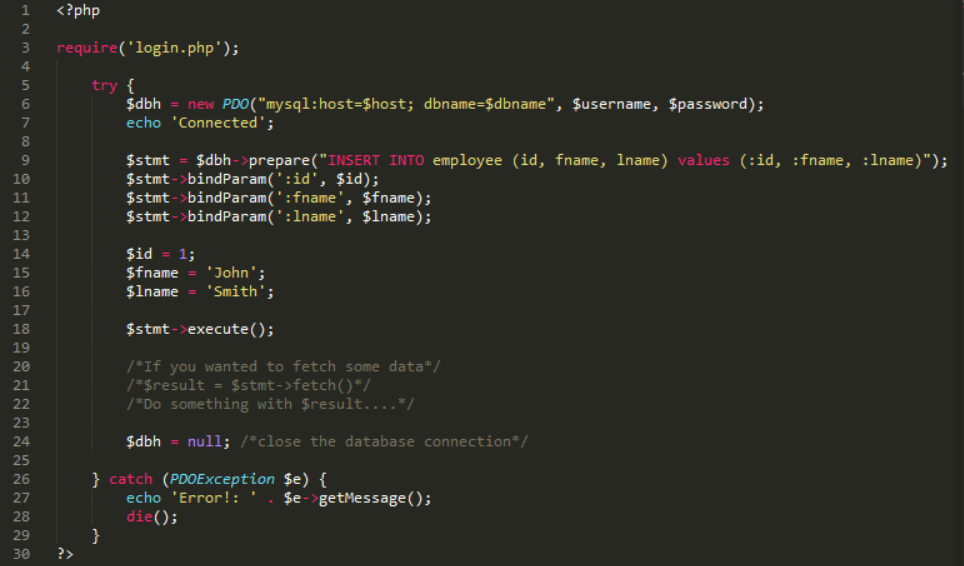 1 <?php
2
3 require('login.php');
4
5 try {
6 $dbh = new PDO("mysql:host=$host; dbname=$dbname", $username, $password);
7 echo 'Connected';
8
9 $stmt = $dbh->prepare("INSERT INTO employee (id, fname, lname) values (:id, :fname, :lname)");
10 $stmt->bindParam(':id', $id);
11 $stmt->bindParam(':fname', $fname);
12 $stmt->bindParam(':lname', $lname);
13
14 $id = 1;
15 $fname = 'John';
16 $lname = 'Smith';
17
18 $stmt->execute();
19
20 /*If you wanted to fetch some data*/
21 /*$result = $stmt->fetch()*/
22 /*Do something with $result....*/
23
24 $dbh = null; /*close the database connection*/
25
26 } catch (PDOException $e) {
27 echo 'Error!: ' . $e->getMessage();
28 die();
29 }
30 ?>